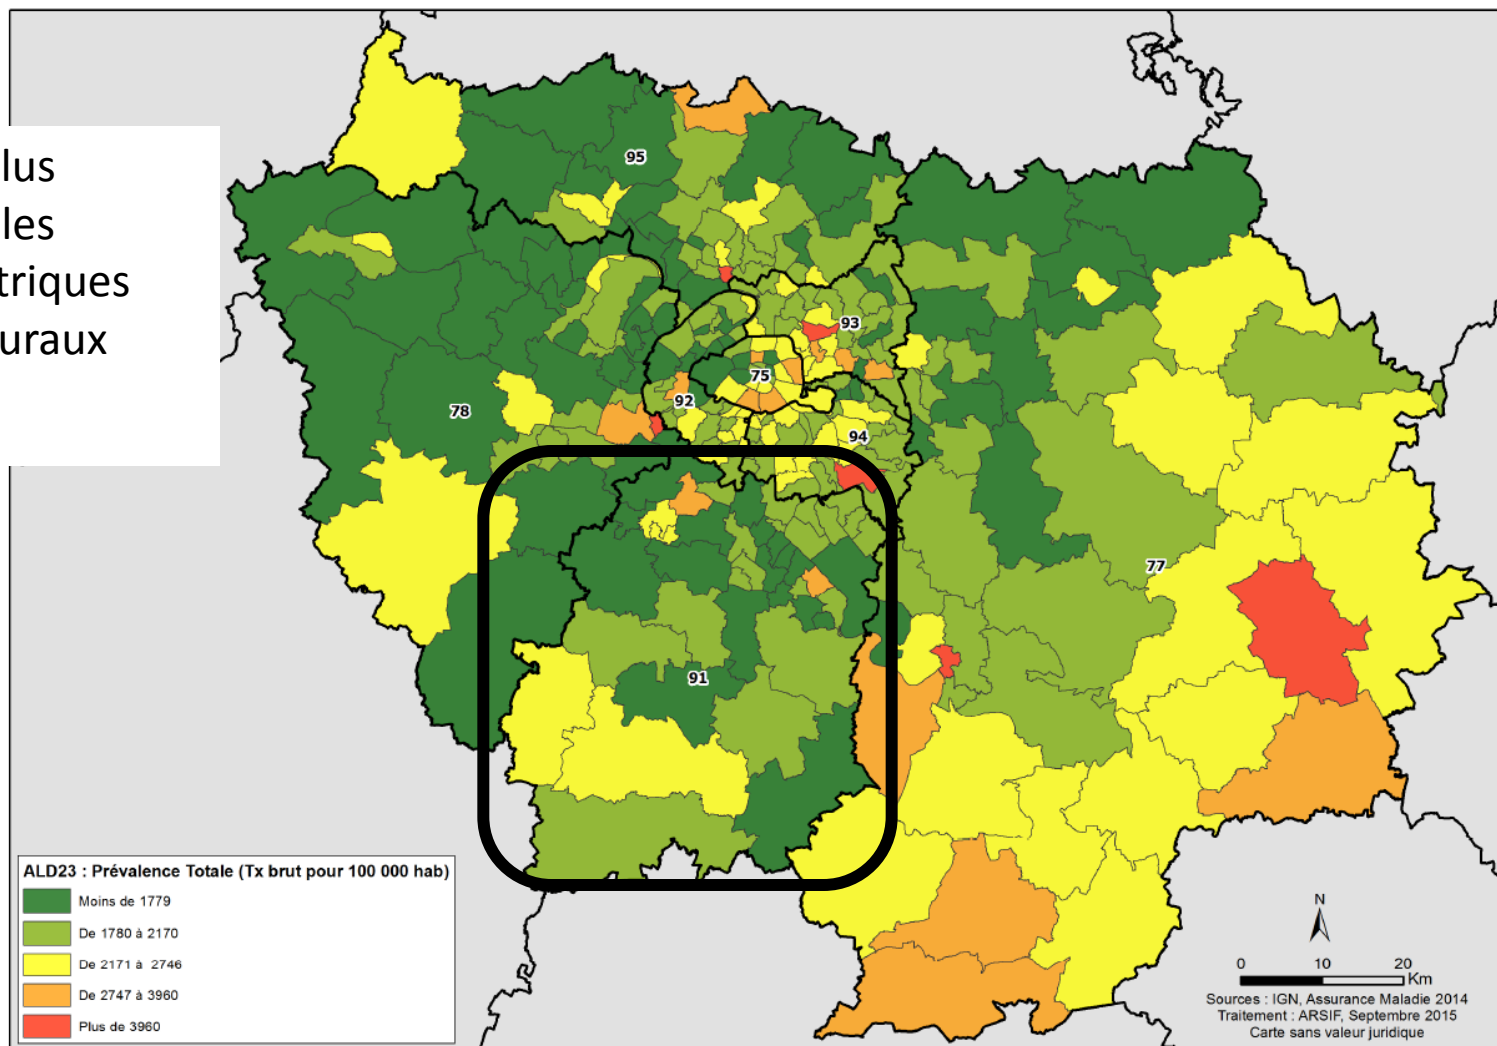 lus
les
triques
uraux
95
78
92
75
93
94
77
91
ALD23 : Prévalence Totale (Tx brut pour 100 000 hab)
Moins de 1779
De 1780 à 2170
De 2171 à 2746
De 2747 à 3960
Plus de 3960
N
0 10 20
Km
Sources : IGN, Assurance Maladie 2014
Traitement : ARSIF, Septembre 2015
Carte sans valeur juridique